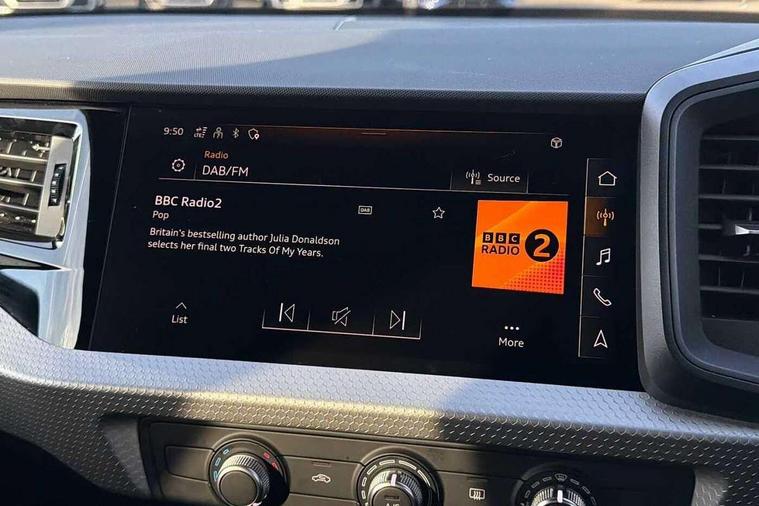 9:50
LTE
Radio
DAB/FM
Source
BBC Radio2
DAB
Pop
Britain's bestselling author Julia Donaldson
selects her final two Tracks Of My Years.
BBC
RADIO
2
List
More
A/C